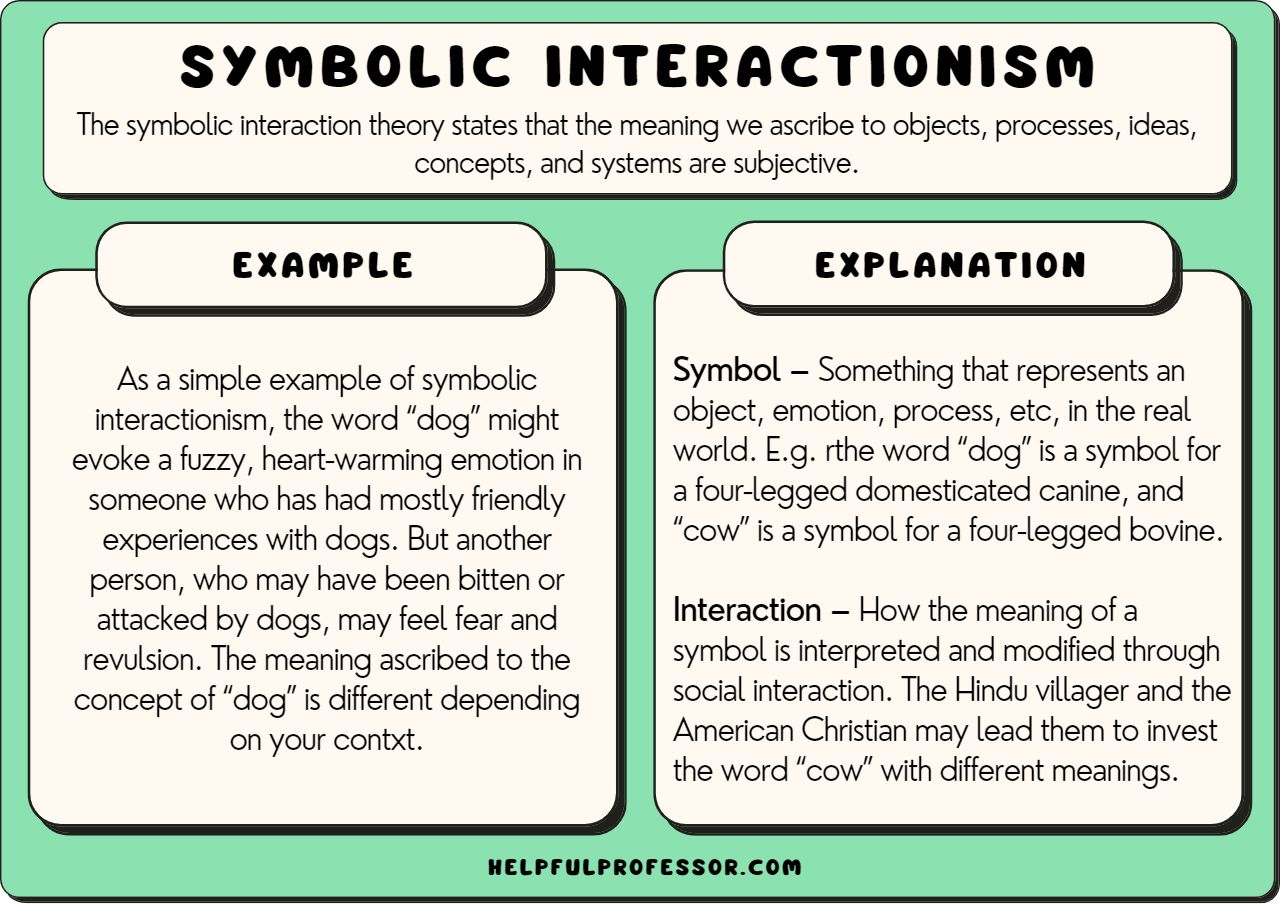 SYMBOLIC INTERACTIONISM
The symbolic interaction theory states that the meaning we ascribe to objects, processes, ideas,
concepts, and systems are subjective.
EXAMPLE
As a simple example of symbolic
interactionism, the word “dog” might
evoke a fuzzy, heart-warming emotion in
someone who has had mostly friendly
experiences with dogs. But another
person, who may have been bitten or
attacked by dogs, may feel fear and
revulsion. The meaning ascribed to the
concept of “dog” is different depending
on your contxt.
EXPLANATION
Symbol – Something that represents an
object, emotion, process, etc, in the real
world. E.g. rthe word “dog” is a symbol for
a four-legged domesticated canine, and
“cow” is a symbol for a four-legged bovine.
Interaction – How the meaning of a
symbol is interpreted and modified through
social interaction. The Hindu villager and the
American Christian may lead them to invest
the word “cow” with different meanings.
HELPFULPROFESSOR.COM